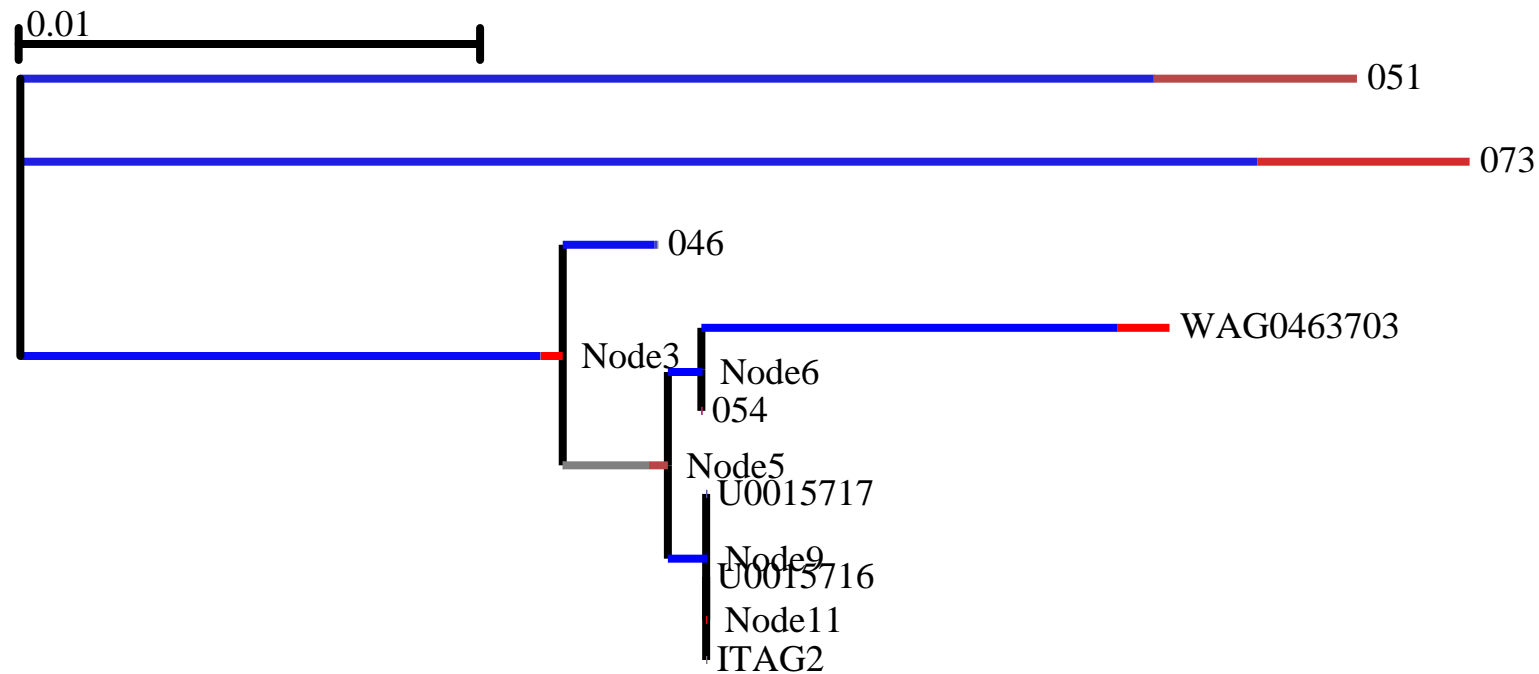 0.01
051
073
046
WAG0463703
Node3
Node6
054
Node5
U0015717
Node9
U0015716
Node11
ITAG2